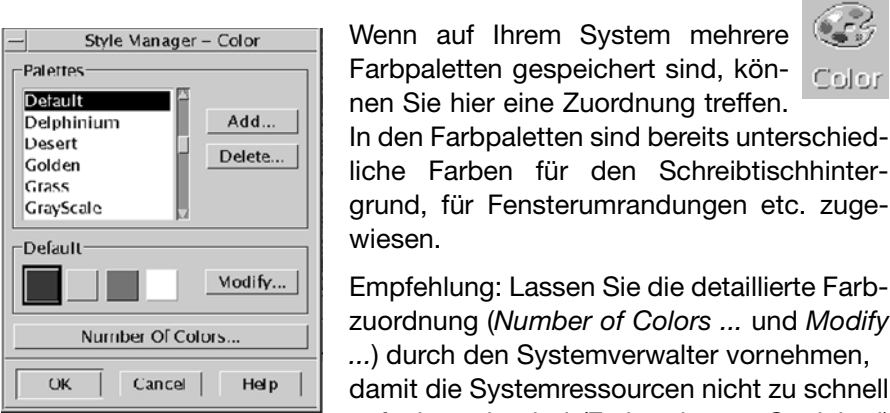 Style Manager – Color
Palettes
Default
Delphinium
Desert
Golden
Grass
GrayScale
Add...
Delete...
Default
Modify...
Number Of Colors...
OK Cancel Help
Wenn auf Ihrem System mehrere
Farbpaletten gespeichert sind, kön-
nen Sie hier eine Zuordnung treffen.
In den Farbpaletten sind bereits unterschied-
liche Farben für den Schreibtischhinter-
grund, für Fensterumrandungen etc. zuge-
wiesen.
Empfehlung: Lassen Sie die detaillierte Farb-
zuordnung (Number of Colors ... und Modify
...) durch den Systemverwalter vornehmen,
damit die Systemressourcen nicht zu schnell
Color